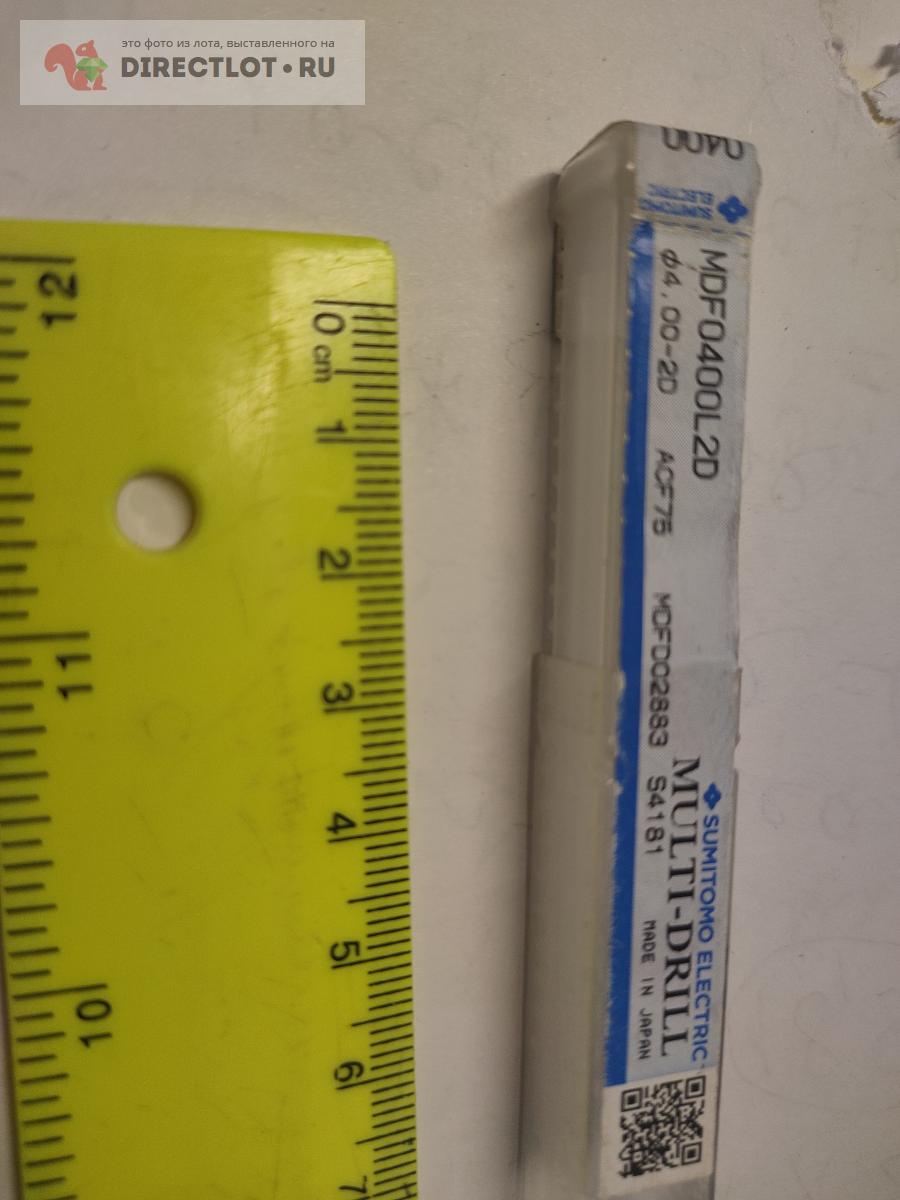 это фото из лота, выставленного на
DIRECTLOT.RU
0400
SUMITOMO
ELECTRIC
MDF0400L2D
φ4.00-2D ACF75 MDFD02883 S4181 MADE IN JAPAN
SUMITOMO ELECTRIC
MULTI-DRILL
0 cm 1 2 3 4 5 6 7
12 11 10